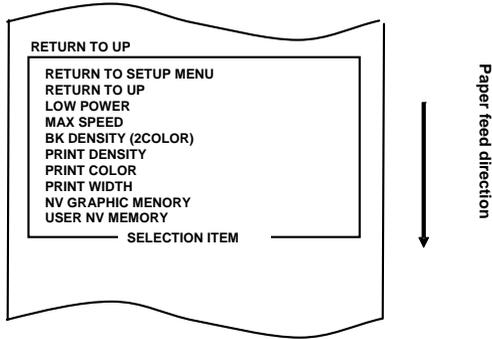 RETURN TO UP
RETURN TO SETUP MENU
RETURN TO UP
LOW POWER
MAX SPEED
BK DENSITY (2COLOR)
PRINT DENSITY
PRINT COLOR
PRINT WIDTH
NV GRAPHIC MENORY
USER NV MEMORY
SELECTION ITEM
Paper feed direction